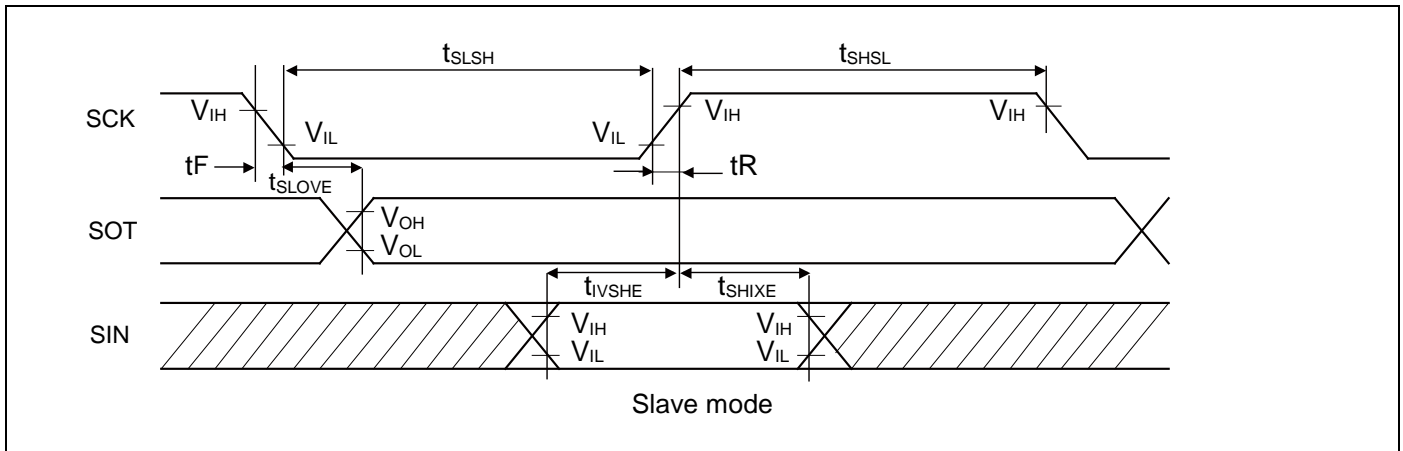 tSLSH
tSHSL
SCK
VIH
VIL
VIL
VIH
VIH
tF
tSLOVE
tR
SOT
VOH
VOL
tIVSHE
tSHIXE
SIN
VIH
VIL
VIH
VIL
Slave mode